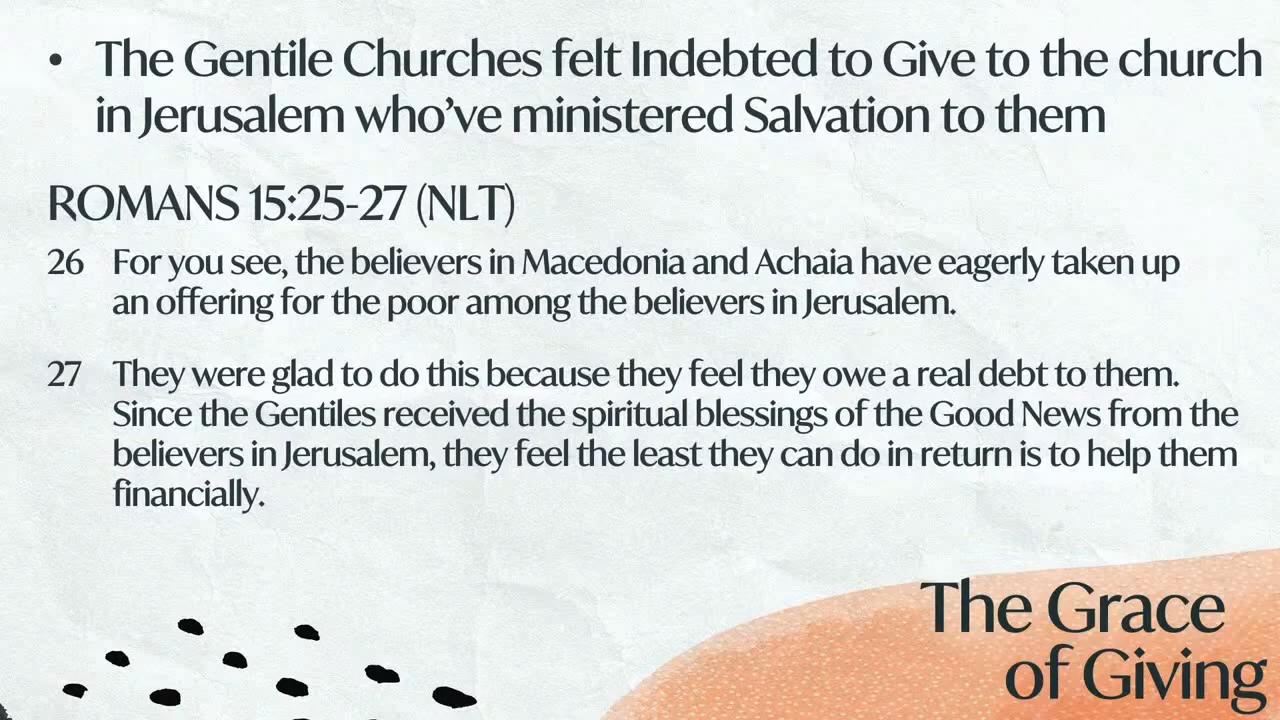 • The Gentile Churches felt Indebted to Give to the church
in Jerusalem who’ve ministered Salvation to them
ROMANS 15:25-27 (NLT)
26 For you see, the believers in Macedonia and Achaia have eagerly taken up
an offering for the poor among the believers in Jerusalem.
27 They were glad to do this because they feel they owe a real debt to them.
Since the Gentiles received the spiritual blessings of the Good News from the
believers in Jerusalem, they feel the least they can do in return is to help them
financially.
The Grace
of Giving